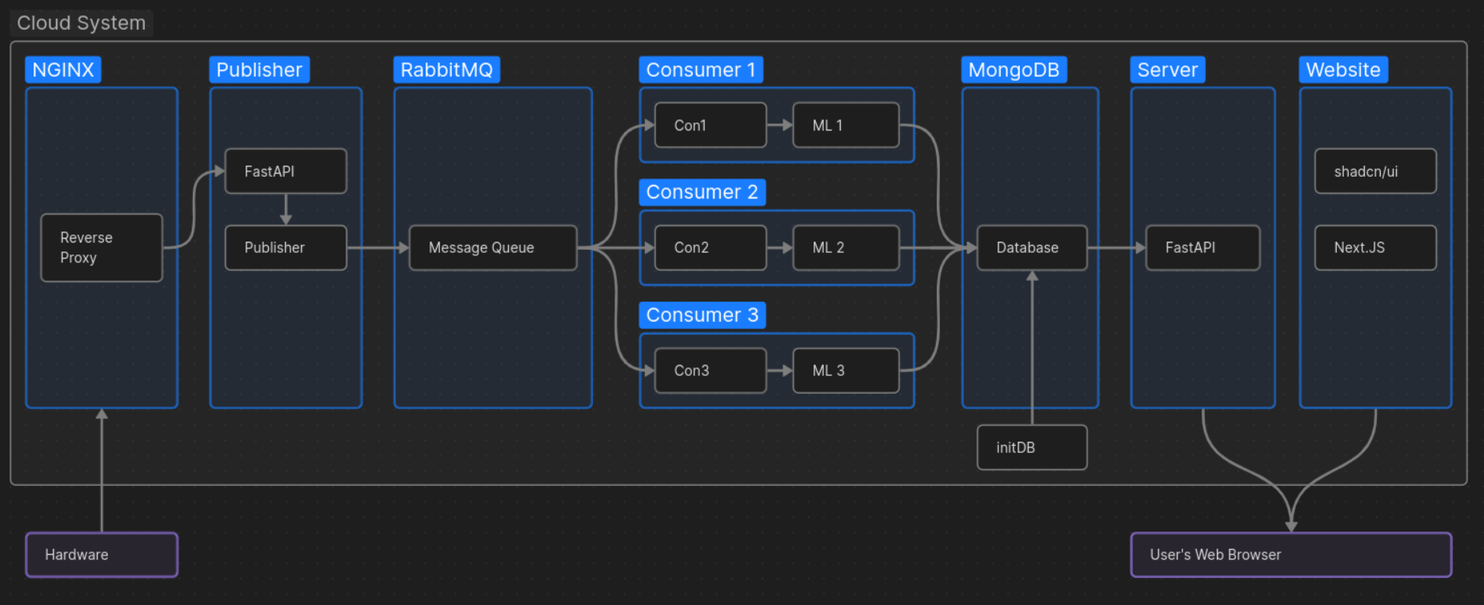 Cloud System
NGINX
Publisher
RabbitMQ
Consumer 1
MongoDB
Server
Website
Con1
ML 1
FastAPI
shadcn/ui
Consumer 2
Reverse
Proxy
Publisher
Message Queue
Con2
ML 2
Database
FastAPI
Next.JS
Consumer 3
Con3
ML 3
initDB
Hardware
User's Web Browser